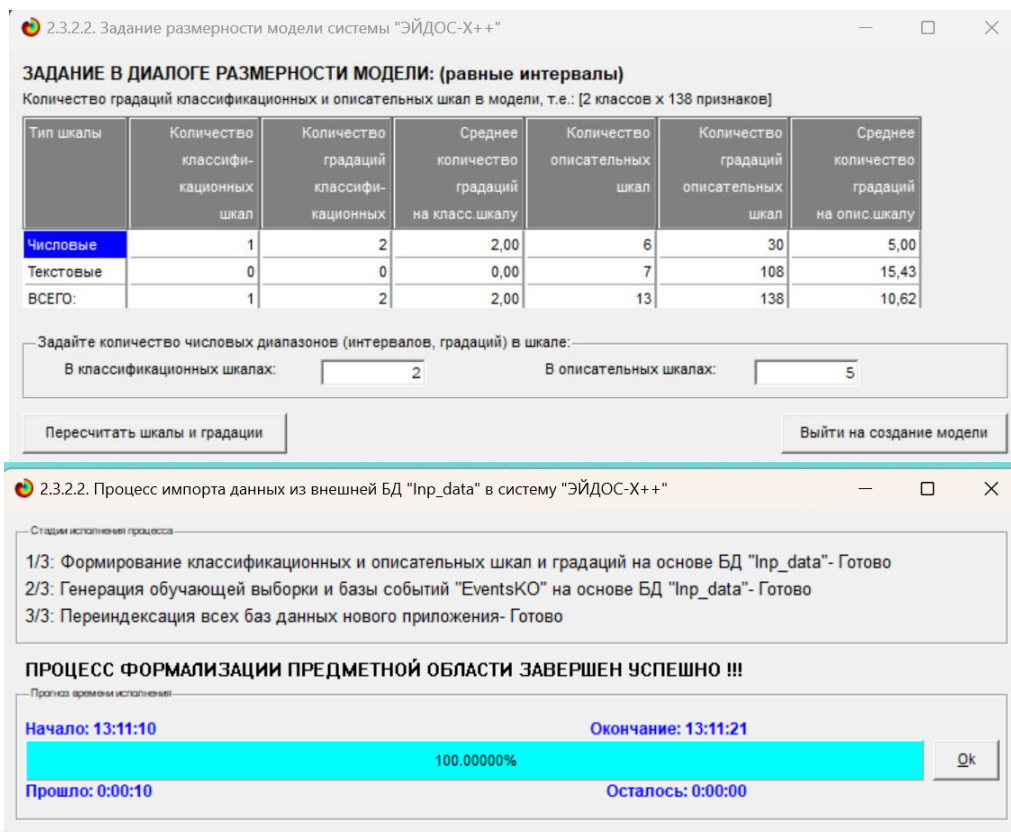 2.3.2.2. Задание размерности модели системы "ЭЙДОС-X++"
ЗАДАНИЕ В ДИАЛОГЕ РАЗМЕРНОСТИ МОДЕЛИ: (равные интервалы)
Количество градаций классификационных и описательных шкал в модели, т.е.: [2 классов x 138 признаков]
Тип шкалы Количество Количество Среднее Количество Количество Среднее
классифи- градаций количество описательных градаций количество
кационных классифи- градаций шкал описательных градаций
шкал кационных на класс.шкалу шкал на опис.шкалу
Числовые 1 2 2,00 6 30 5,00
Текстовые 0 0 0,00 7 108 15,43
ВСЕГО: 1 2 2,00 13 138 10,62
Задайте количество числовых диапазонов (интервалов, градаций) в шкале:
В классификационных шкалах: 2 В описательных шкалах: 5
Пересчитать шкалы и градации Выйти на создание модели
2.3.2.2. Процесс импорта данных из внешней БД "Inp_data" в систему "ЭЙДОС-X++"
Стадии исполнения процесса
1/3: Формирование классификационных и описательных шкал и градаций на основе БД "Inp_data"- Готово
2/3: Генерация обучающей выборки и базы событий "EventsKO" на основе БД "Inp_data"- Готово
3/3: Переиндексация всех баз данных нового приложения- Готово
ПРОЦЕСС ФОРМАЛИЗАЦИИ ПРЕДМЕТНОЙ ОБЛАСТИ ЗАВЕРШЕН УСПЕШНО !!!
Прогноз времени исполнения
Начало: 13:11:10 Окончание: 13:11:21
100.00000% Ok
Прошло: 0:00:10 Осталось: 0:00:00